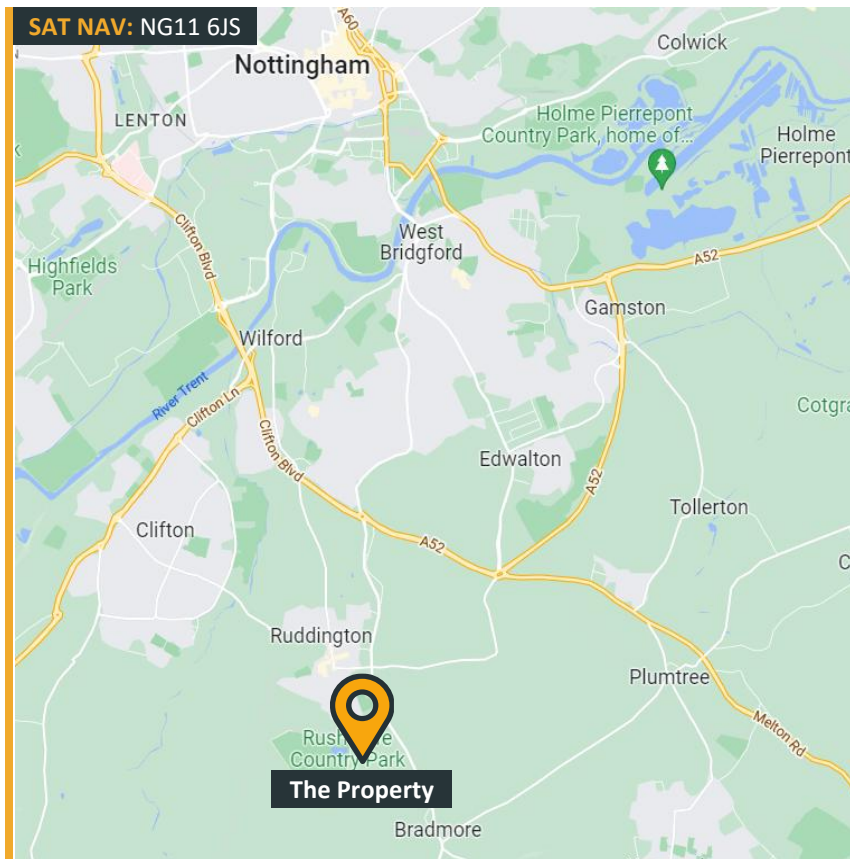 SAT NAV: NG11 6JS
A60
Colwick
Nottingham
LENTON
Holme Pierrepont
Country Park, home of...
Holme
Pierrepont
Clifton Blvd
West
Bridgford
A52
Highfields
Park
Gamston
Wilford
River Trent
Clifton Ln
Cotgra
Clifton Blvd
Edwalton
A52
Tollerton
Clifton
A52
C
Ruddington
Plumtree
Melton Rd
Country Park
The Property
Bradmore